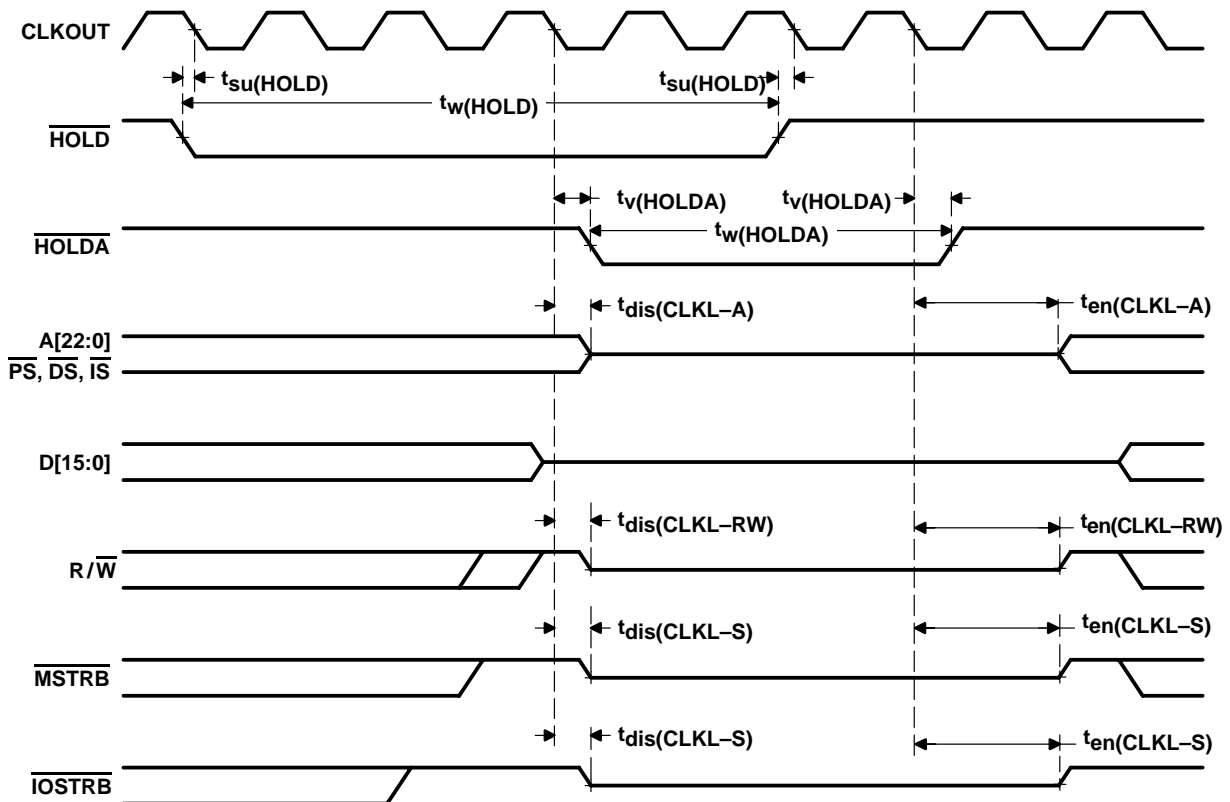 CLKOUT
tsu(HOLD) tsu(HOLD)
tw(HOLD)
HOLD
tv(HOLDA) tv(HOLDA)
tw(HOLDA)
HOLDA
tdis(CLKL–A) ten(CLKL–A)
A[22:0]
PS, DS, IS
D[15:0]
tdis(CLKL–RW) ten(CLKL–RW)
R/W
tdis(CLKL–S) ten(CLKL–S)
MSTRB
tdis(CLKL–S) ten(CLKL–S)
IOSTRB